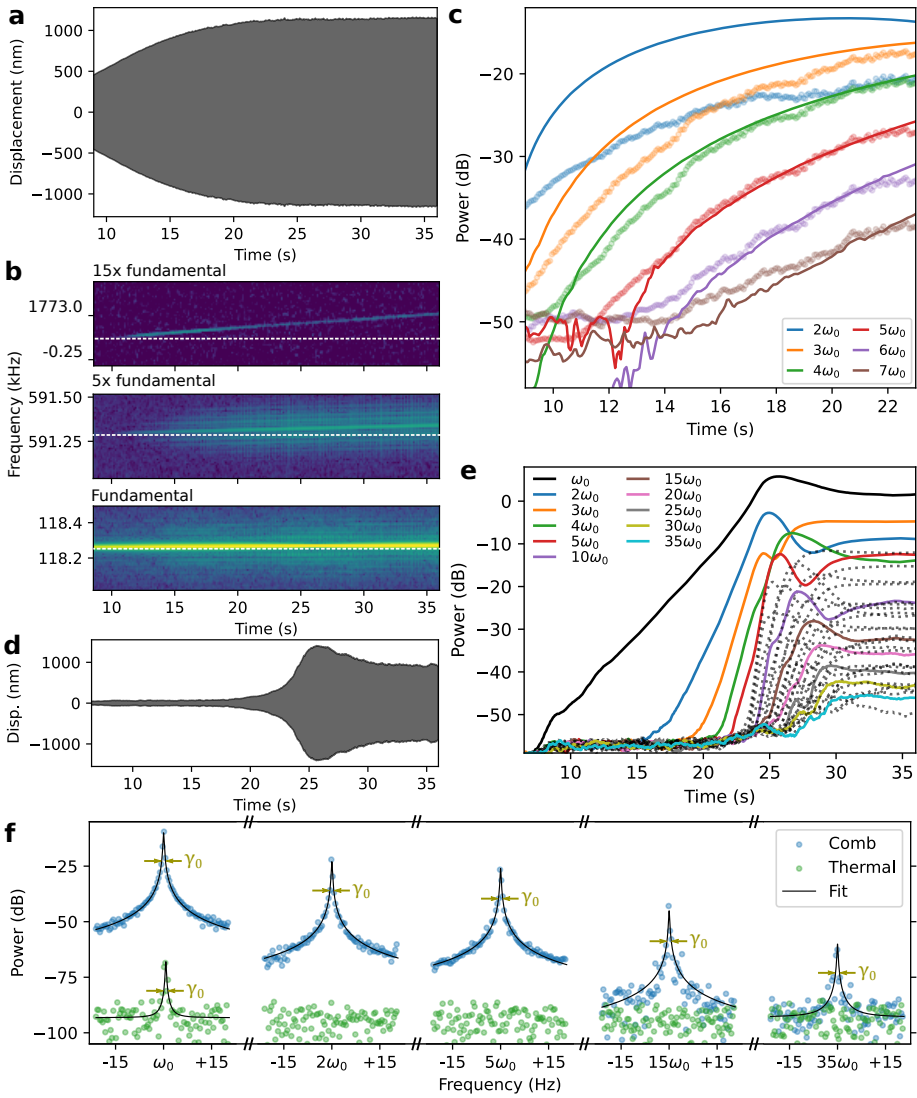 a
Displacement (nm)
1000
500
0
−500
−1000
10 15 20 25 30 35
Time (s)
b
15x fundamental
Frequency (kHz)
1773.0
-0.25
5x fundamental
591.50
591.25
Fundamental
118.4
118.2
10 15 20 25 30 35
Time (s)
c
Power (dB)
−20
−30
−40
−50
10 12 14 16 18 20 22
Time (s)
2ω₀ 5ω₀
3ω₀ 6ω₀
4ω₀ 7ω₀
d
Disp. (nm)
1000
0
−1000
10 15 20 25 30 35
Time (s)
e
Power (dB)
0
−10
−20
−30
−40
−50
10 15 20 25 30 35
Time (s)
ω₀ 15ω₀
2ω₀ 20ω₀
3ω₀ 25ω₀
4ω₀ 30ω₀
5ω₀ 35ω₀
10ω₀
f
Power (dB)
−25
−50
−75
−100
γ₀
γ₀
γ₀
γ₀
γ₀
γ₀
Comb
Thermal
Fit
-15 ω₀ +15 -15 2ω₀ +15 -15 5ω₀ +15 -15 15ω₀ +15 -15 35ω₀ +15
Frequency (Hz)